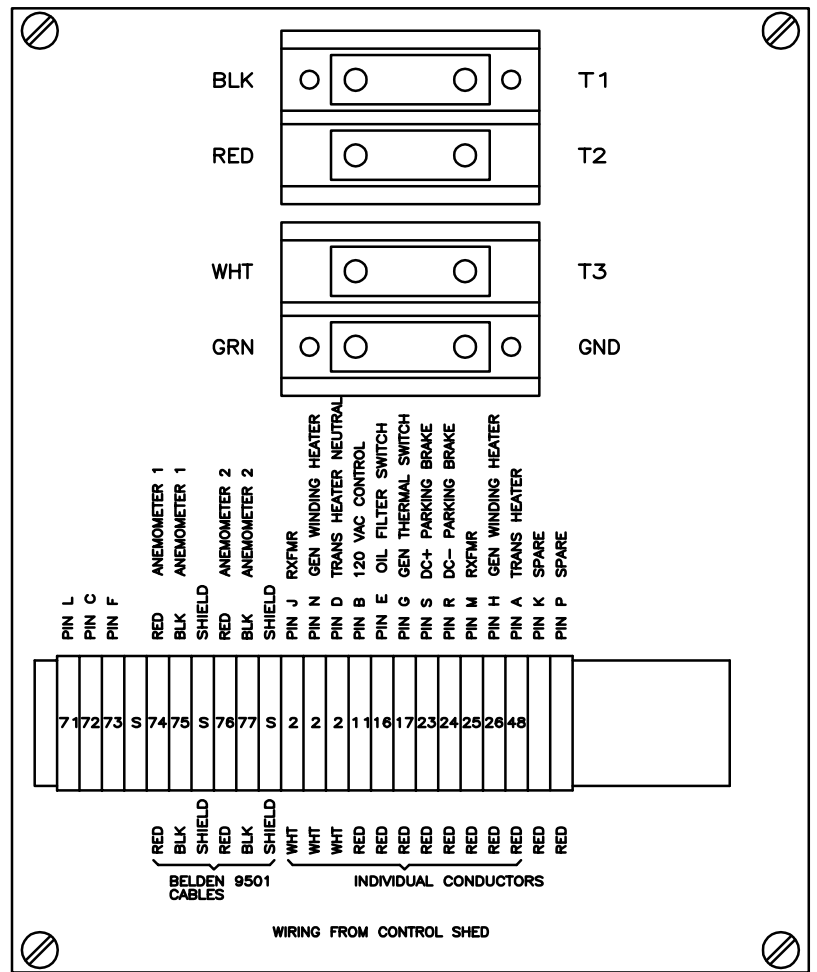 BLK T1
RED T2
WHT T3
GRN GND
PIN L
PIN C
PIN F
RED ANEMOMETER 1
BLK ANEMOMETER 1
SHIELD
RED ANEMOMETER 2
BLK ANEMOMETER 2
SHIELD
PIN J RXFMR
PIN N GEN WINDING HEATER
PIN D TRANS HEATER NEUTRAL
PIN B 120 VAC CONTROL
PIN E OIL FILTER SWITCH
PIN G GEN THERMAL SWITCH
PIN S DC+ PARKING BRAKE
PIN R DC- PARKING BRAKE
PIN M RXFMR
PIN H GEN WINDING HEATER
PIN A TRANS HEATER
PIN K SPARE
PIN P SPARE
71 72 73 S 74 75 S 76 77 S 2 2 2 11 16 17 23 24 25 26 48
RED
BLK
SHIELD
RED
BLK
SHIELD
WHT
WHT
WHT
RED
RED
RED
RED
RED
RED
RED
RED
RED
RED
BELDEN 9501
CABLES
INDIVIDUAL CONDUCTORS
WIRING FROM CONTROL SHED